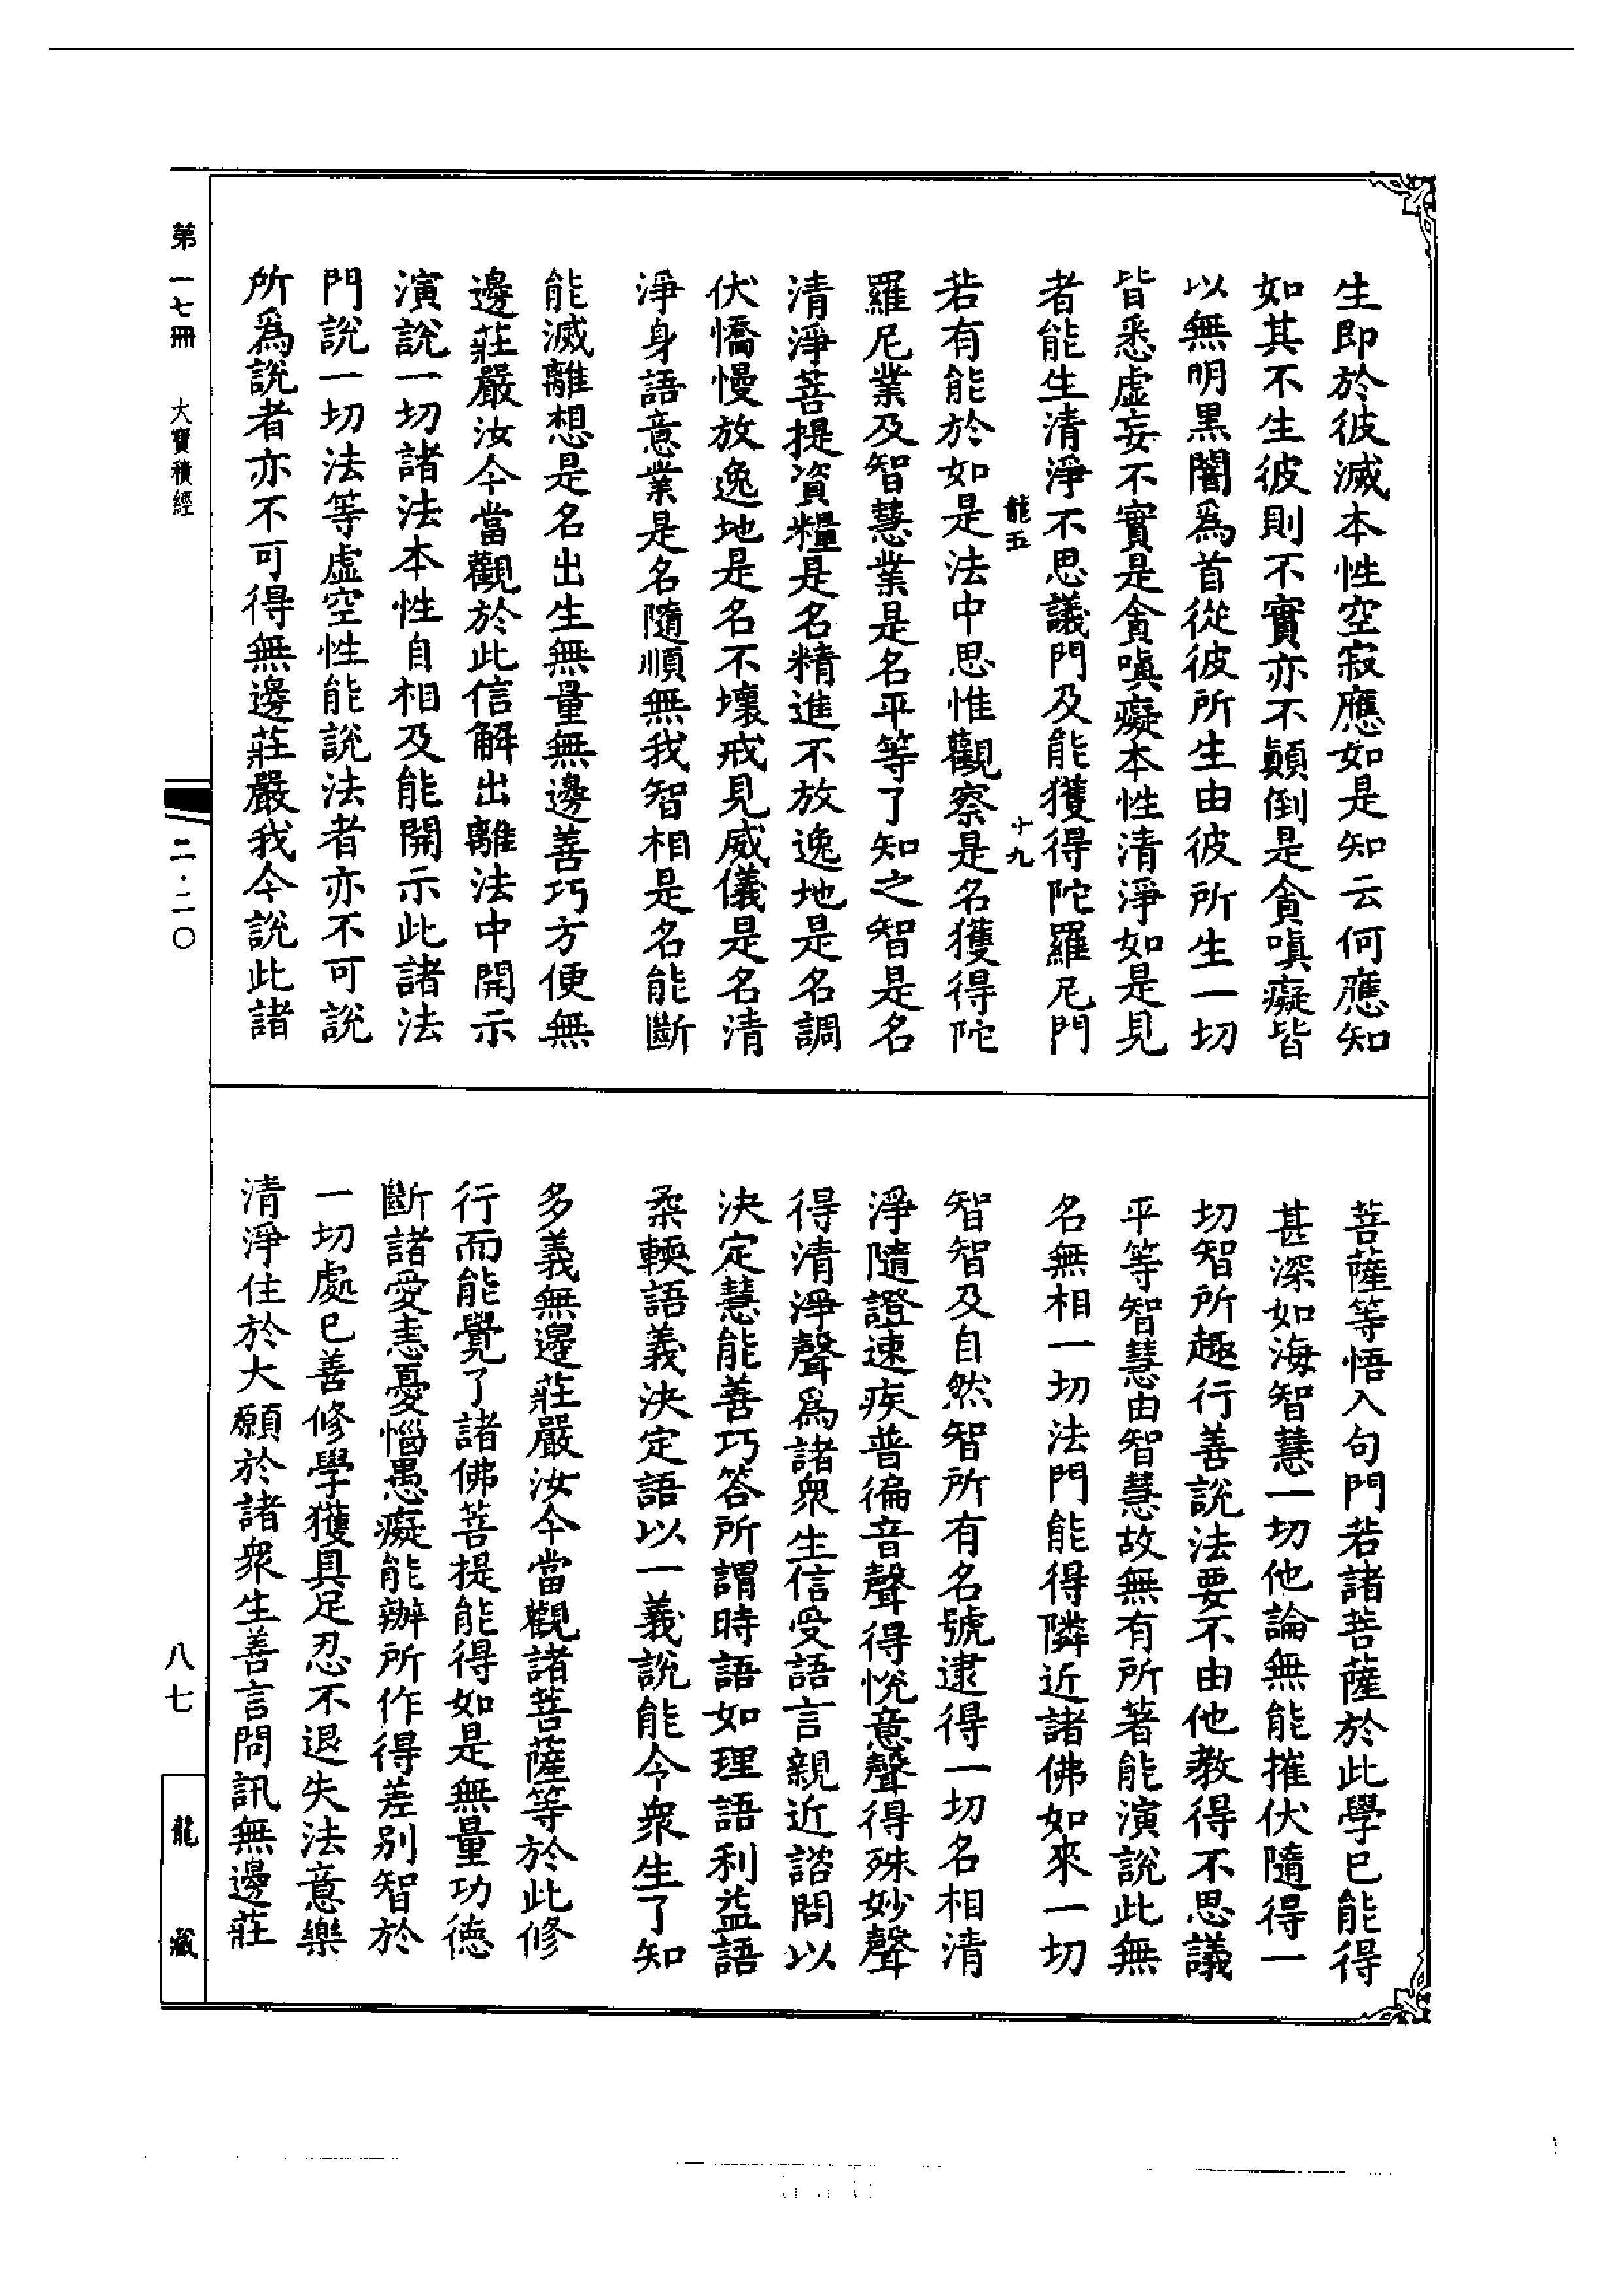 生即於彼滅本性空寂應如是知云何應知
如其不生彼則不實亦不顛倒是貪嗔癡皆
以無明黑闇爲首從彼所生由彼所生一切
皆悉虛妄不實是貪嗔癡本性清淨如是見
者能生清淨不思議門及能獲得陀羅尼門
龍五
十九
若有能於如是法中思惟觀察是名獲得陀
羅尼業及智慧業是名平等了知之智是名
清淨菩提資糧是名精進不放逸地是名調
伏憍慢放逸地是名不壞戒見威儀是名清
淨身語意業是名隨順無我智相是名能斷
能滅離想是名出生無量無邊善巧方便無
邊莊嚴汝今當觀於此信解出離法中開示
演說一切諸法本性自相及能開示此諸法
門說一切法等虛空性能說法者亦不可說
所爲說者亦不可得無邊莊嚴我今說此諸
菩薩等悟入句門若諸菩薩於此學已能得
甚深如海智慧一切他論無能摧伏隨得一
切智所趣行善說法要不由他教得不思議
平等智慧由智慧故無有所著能演說此無
名無相一切法門能得隣近諸佛如來一切
智智及自然智所有名號逮得一切名相清
淨隨證速疾普徧音聲得悅意聲得殊妙聲
得清淨聲爲諸衆生信受語言親近諮問以
決定慧能善巧答所謂時語如理語利益語
柔輭語義決定語以一義說能令衆生了知
多義無邊莊嚴汝今當觀諸菩薩等於此修
行而能覺了諸佛菩提能得如是無量功德
斷諸愛恚憂惱愚癡能辦所作得差別智於
一切處已善修學獲具足忍不退失法意樂
清淨住於大願於諸衆生善言問訊無邊莊
第一七冊 大寶積經
二·二〇
八七
龍藏